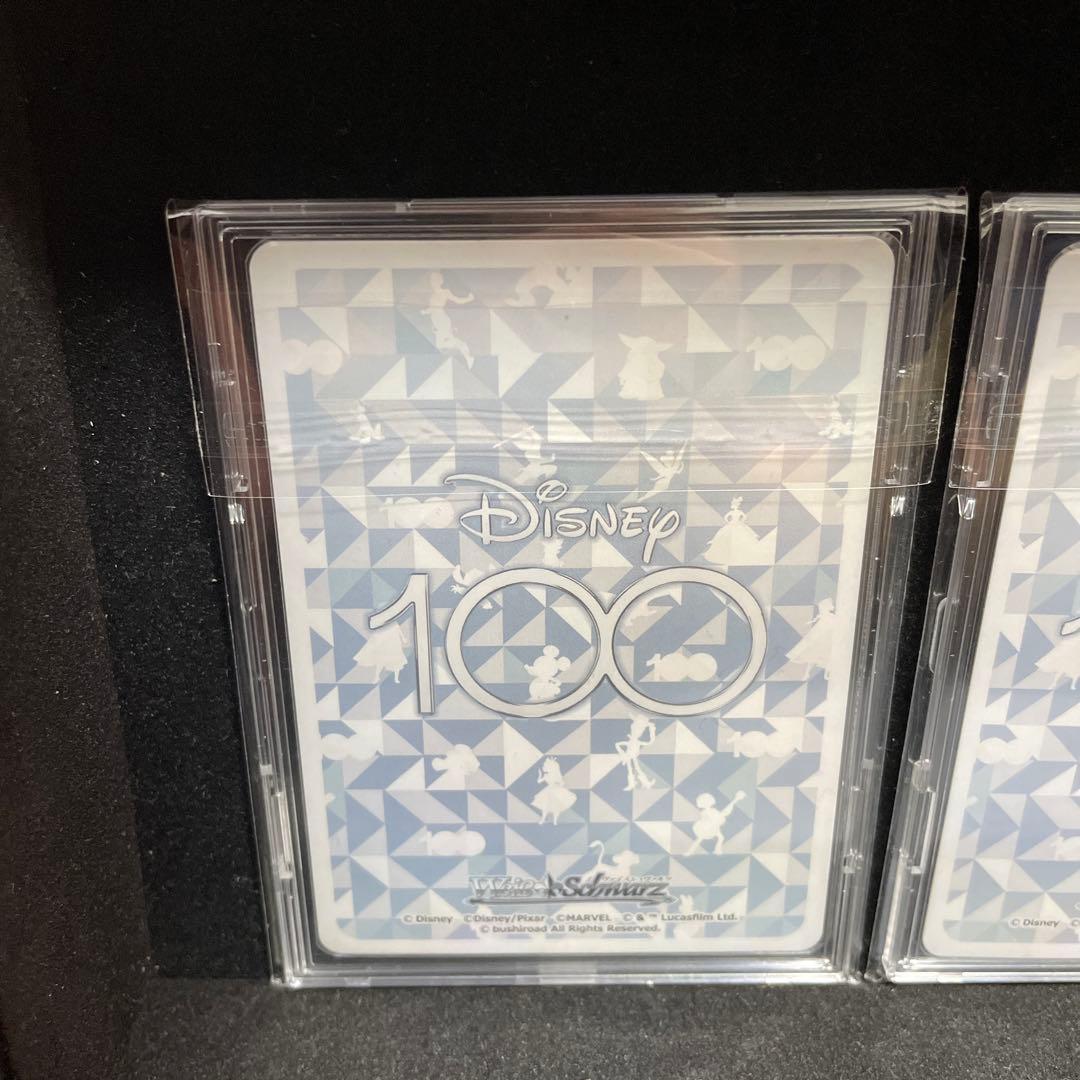 Disney
100
ヴァイスシュヴァルツ
Weiẞ Schwarz
© Disney ©Disney/Pixar ©MARVEL © & ™ Lucasfilm Ltd.
© bushiroad All Rights Reserved.
© Disney